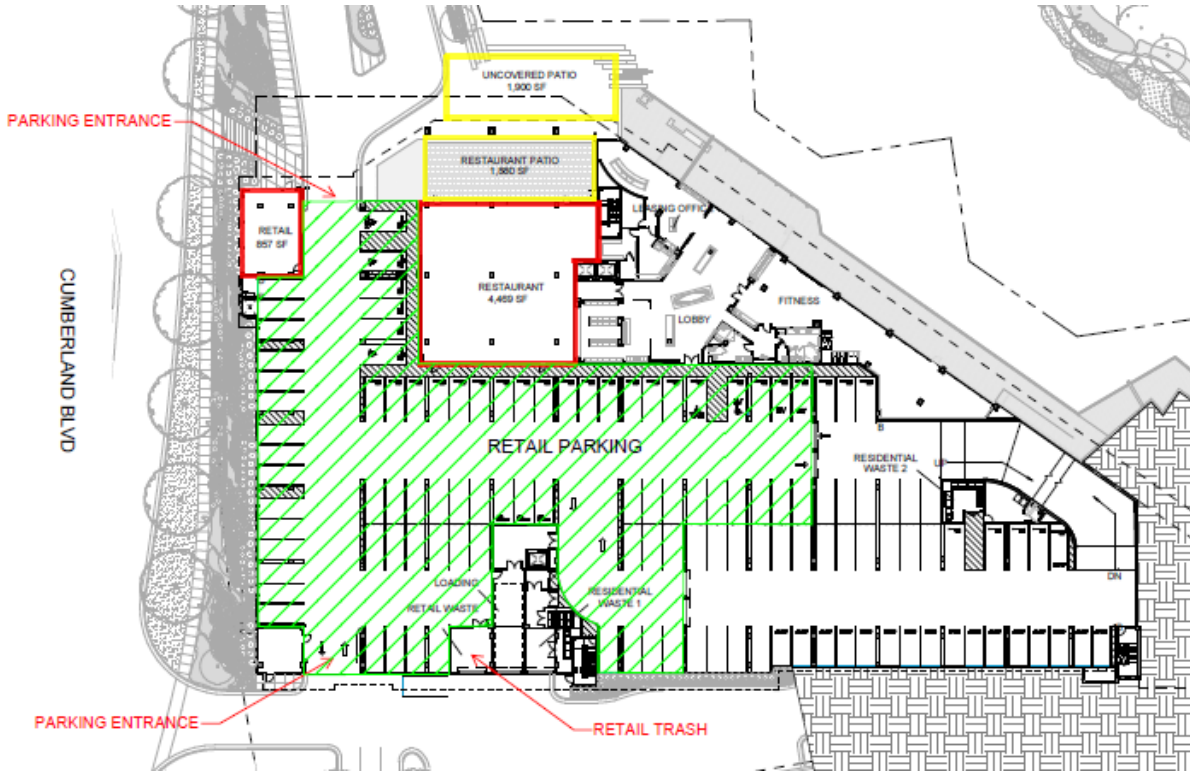 UNCOVERED PATIO
1,900 SF
PARKING ENTRANCE
RESTAURANT PATIO
LEASING OFFICE
RETAIL
857 SF
RESTAURANT
4,469 SF
FITNESS
LOBBY
CUMBERLAND BLVD
RETAIL PARKING
B
RESIDENTIAL
WASTE 2
LOADING
RETAIL WASTE
RESIDENTIAL
WASTE 1
DN
PARKING ENTRANCE
RETAIL TRASH